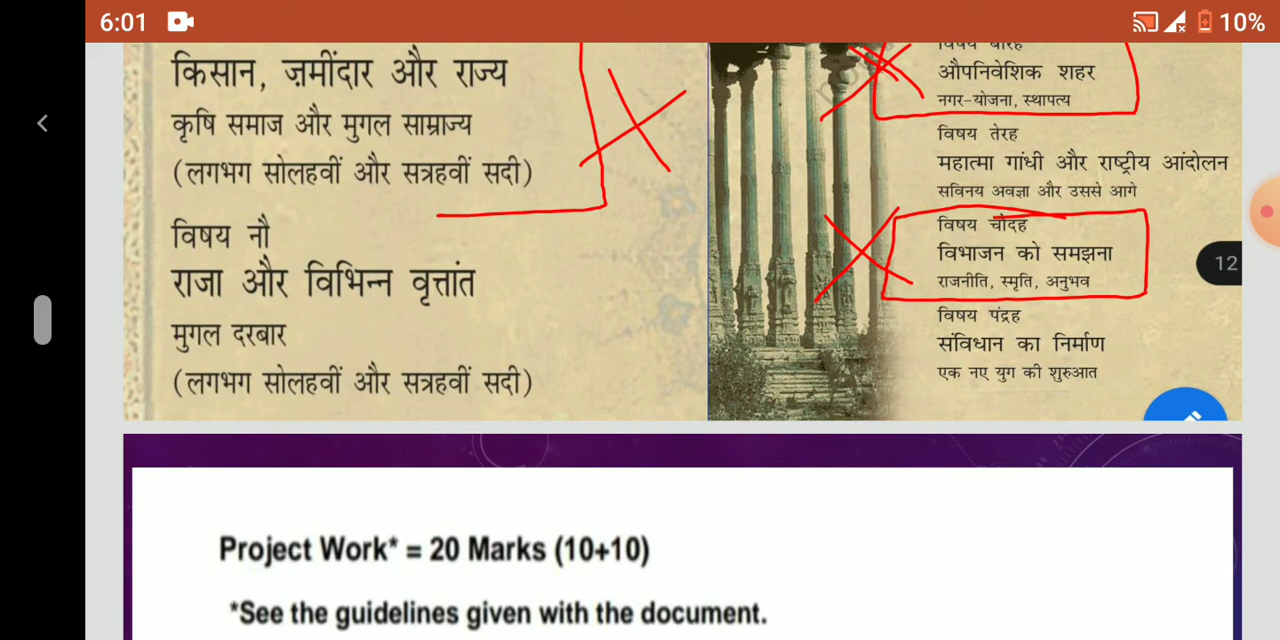 6:01
10%
किसान, ज़मींदार और राज्य
कृषि समाज और मुगल साम्राज्य
(लगभग सोलहवीं और सत्रहवीं सदी)
विषय नौ
राजा और विभिन्न वृत्तांत
मुगल दरबार
(लगभग सोलहवीं और सत्रहवीं सदी)
विषय बारह
औपनिवेशिक शहर
नगर-योजना, स्थापत्य
विषय तेरह
महात्मा गांधी और राष्ट्रीय आंदोलन
सविनय अवज्ञा और उससे आगे
विषय चौदह
विभाजन को समझना
राजनीति, स्मृति, अनुभव
विषय पंद्रह
संविधान का निर्माण
एक नए युग की शुरुआत
12
Project Work* = 20 Marks (10+10)
*See the guidelines given with the document.